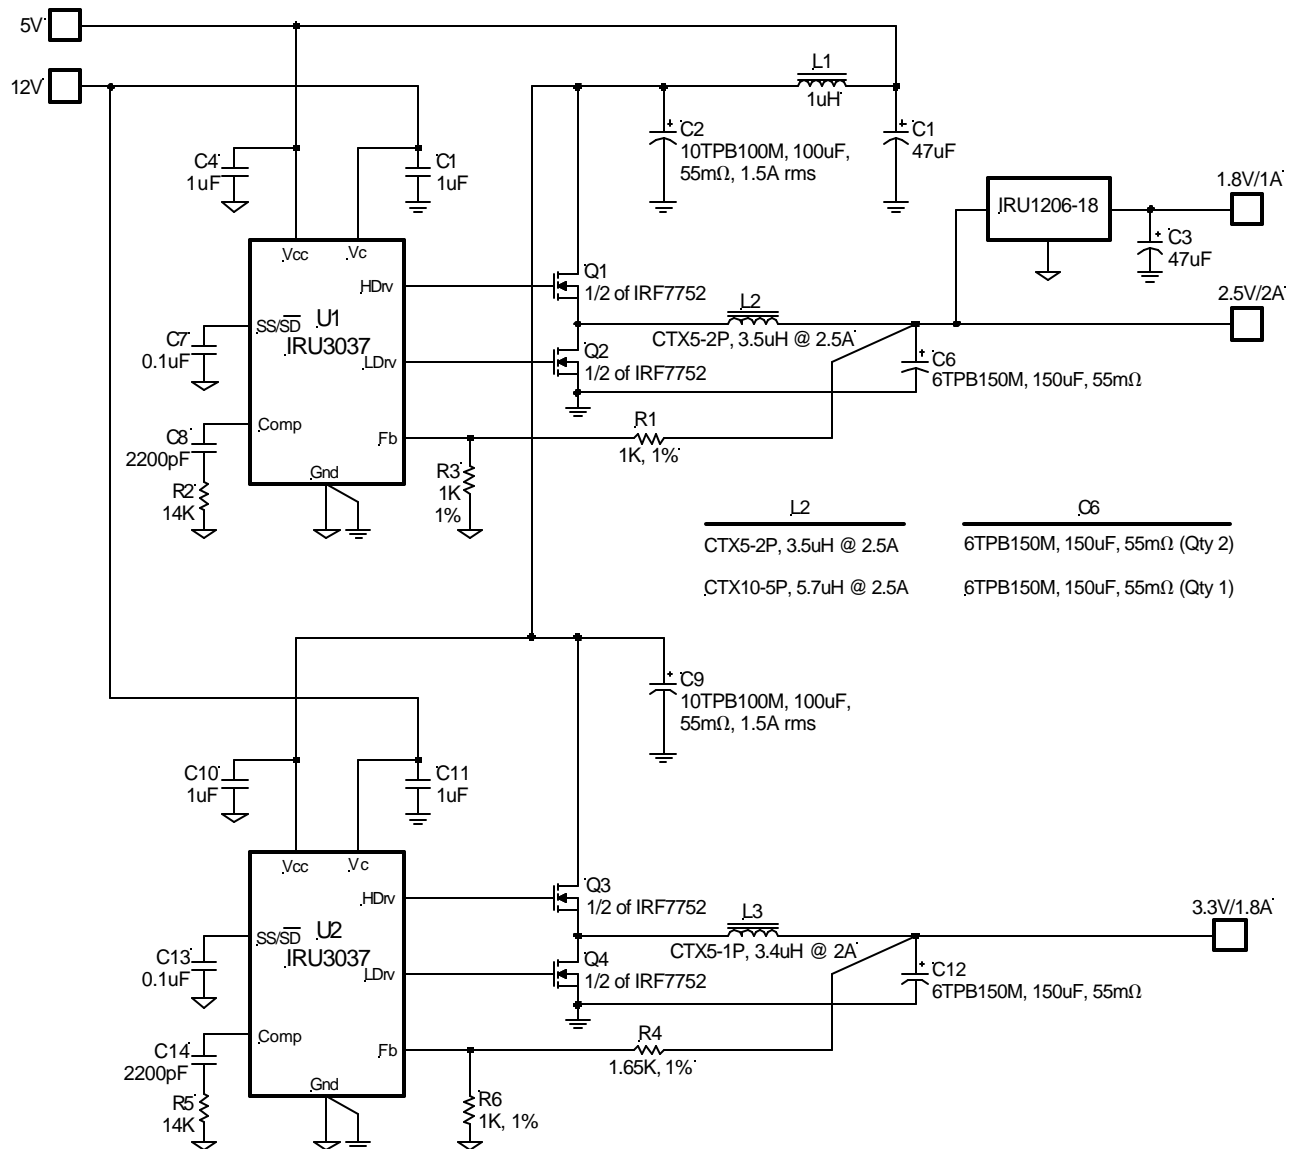 5V
12V
L1
1uH
C2
10TPB100M, 100uF,
55mΩ, 1.5A rms
C1
47uF
C4
1uF
C1
1uF
1.8V/1A
IRU1206-18
C3
47uF
Vcc
Vc
HDrv
Q1
1/2 of IRF7752
L2
CTX5-2P, 3.5uH @ 2.5A
2.5V/2A
SS/SD
U1
IRU3037
C7
0.1uF
LDrv
Q2
1/2 of IRF7752
C6
6TPB150M, 150uF, 55mΩ
Comp
C8
2200pF
Fb
R1
1K, 1%
Gnd
R2
14K
R3
1K
1%
L2
C6
CTX5-2P, 3.5uH @ 2.5A
6TPB150M, 150uF, 55mΩ (Qty 2)
CTX10-5P, 5.7uH @ 2.5A
6TPB150M, 150uF, 55mΩ (Qty 1)
C9
10TPB100M, 100uF,
55mΩ, 1.5A rms
C10
1uF
C11
1uF
Vcc
Vc
HDrv
Q3
1/2 of IRF7752
L3
CTX5-1P, 3.4uH @ 2A
3.3V/1.8A
SS/SD
U2
IRU3037
C13
0.1uF
LDrv
Q4
1/2 of IRF7752
C12
6TPB150M, 150uF, 55mΩ
Comp
C14
2200pF
Fb
R4
1.65K, 1%
Gnd
R5
14K
R6
1K, 1%